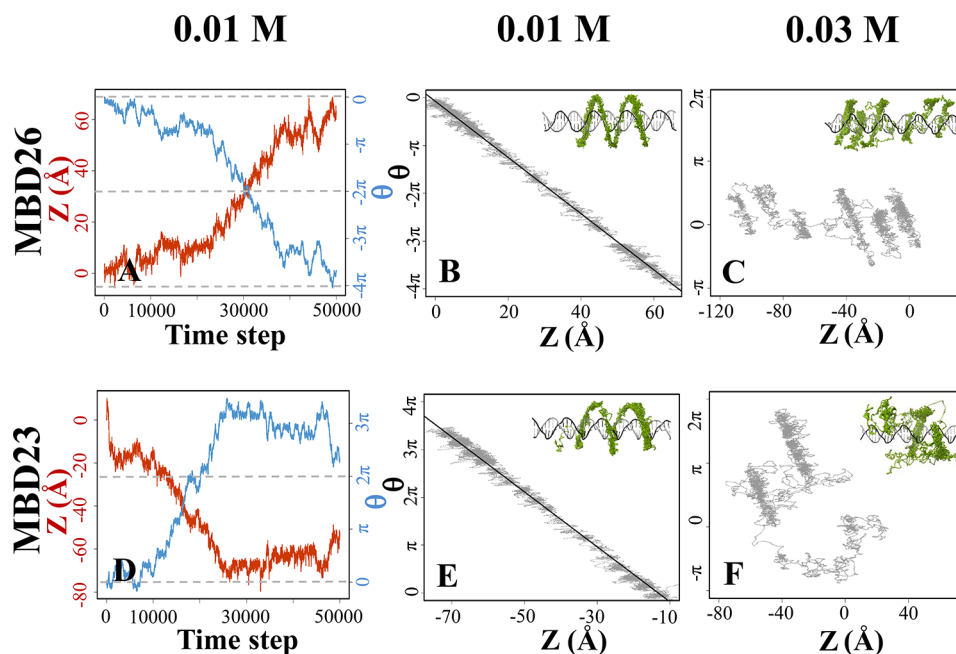 0.01 M 0.01 M 0.03 M
MBD26
Z (Å)
60
40
20
0
0 10000 30000 50000
Time step
θ
0
-π
-2π
-3π
-4π
A
θ
0
-π
-2π
-3π
-4π
B
0 20 40 60
Z (Å)
2π
π
0
-π
C
-120 -80 -40 0
Z (Å)
MBD23
Z (Å)
0
-20
-40
-60
-80
D
0 10000 30000 50000
Time step
θ
3π
2π
π
0
θ
4π
3π
2π
π
0
E
-70 -50 -30 -10
Z (Å)
2π
π
0
-π
F
-80 -40 0 40
Z (Å)